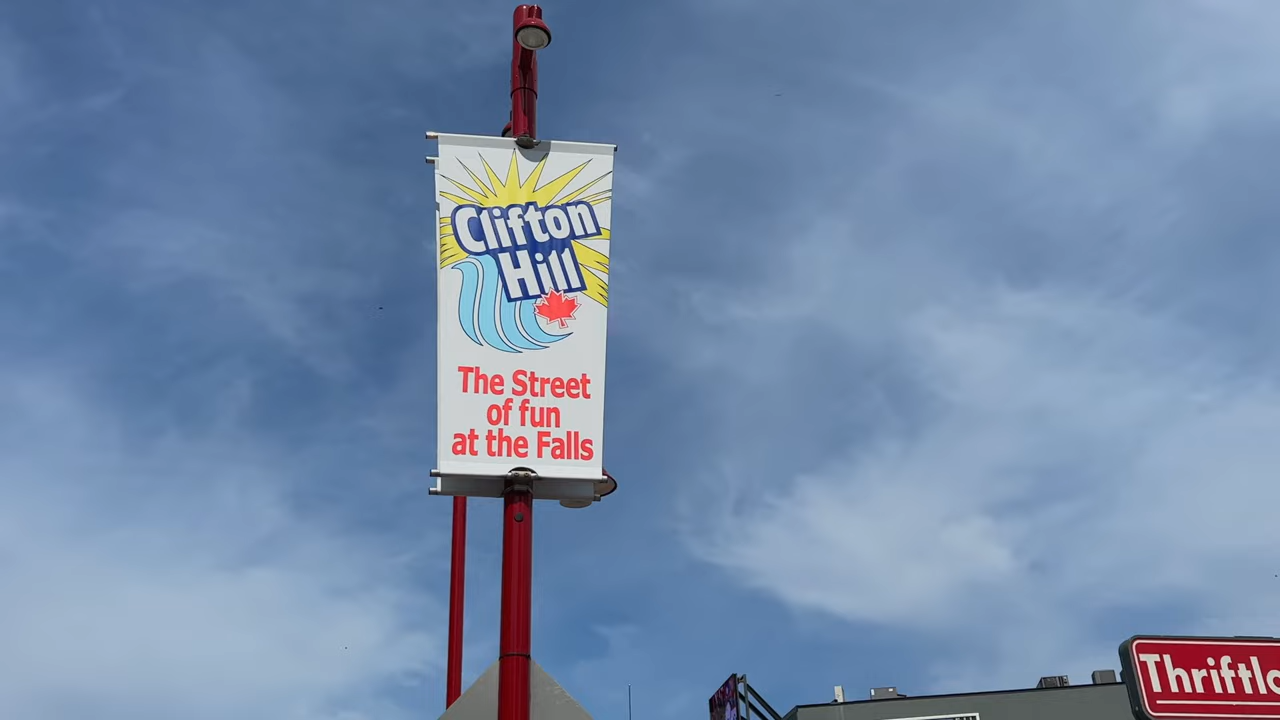 Clifton
Hill
The Street
of fun
at the Falls